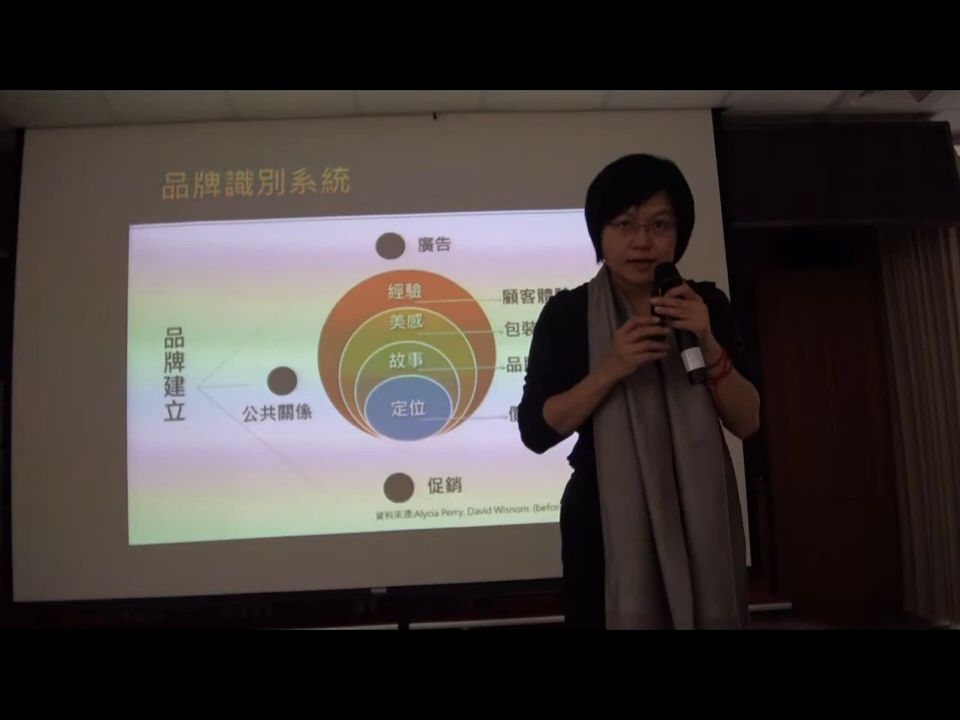 品牌識別系統
廣告
經驗
顧客體
美感
包裝
品牌建立
故事
品
公共關係
定位
促銷
資料來源:Alycia Perry. David Wisnom (before